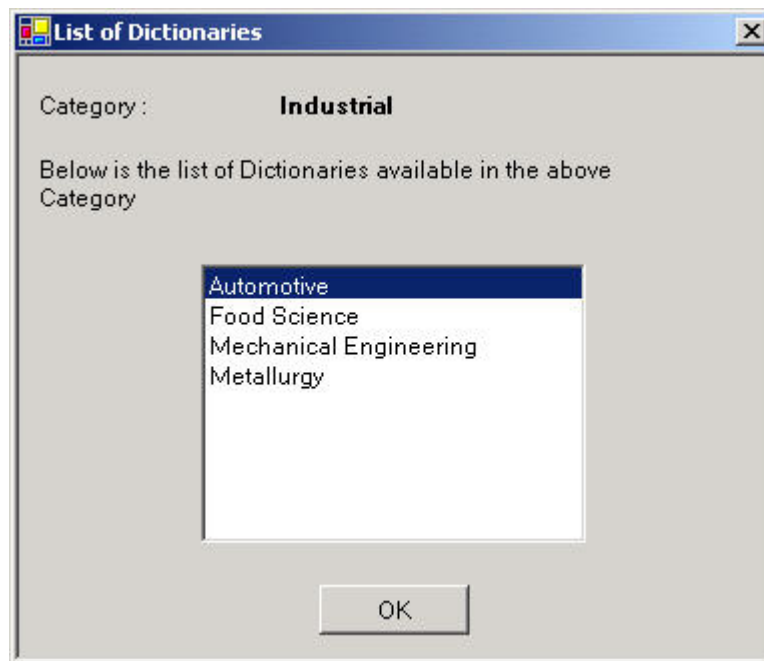 List of Dictionaries
Category :    Industrial
Below is the list of Dictionaries available in the above
Category
Automotive
Food Science
Mechanical Engineering
Metallurgy
OK